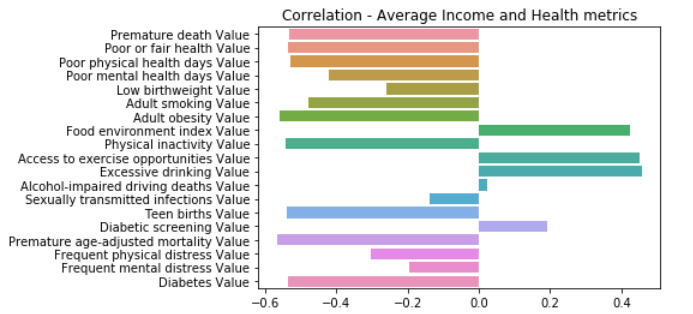 Correlation - Average Income and Health metrics
Premature death Value
Poor or fair health Value
Poor physical health days Value
Poor mental health days Value
Low birthweight Value
Adult smoking Value
Adult obesity Value
Food environment index Value
Physical inactivity Value
Access to exercise opportunities Value
Excessive drinking Value
Alcohol-impaired driving deaths Value
Sexually transmitted infections Value
Teen births Value
Diabetic screening Value
Premature age-adjusted mortality Value
Frequent physical distress Value
Frequent mental distress Value
Diabetes Value
−0.6 −0.4 −0.2 0.0 0.2 0.4